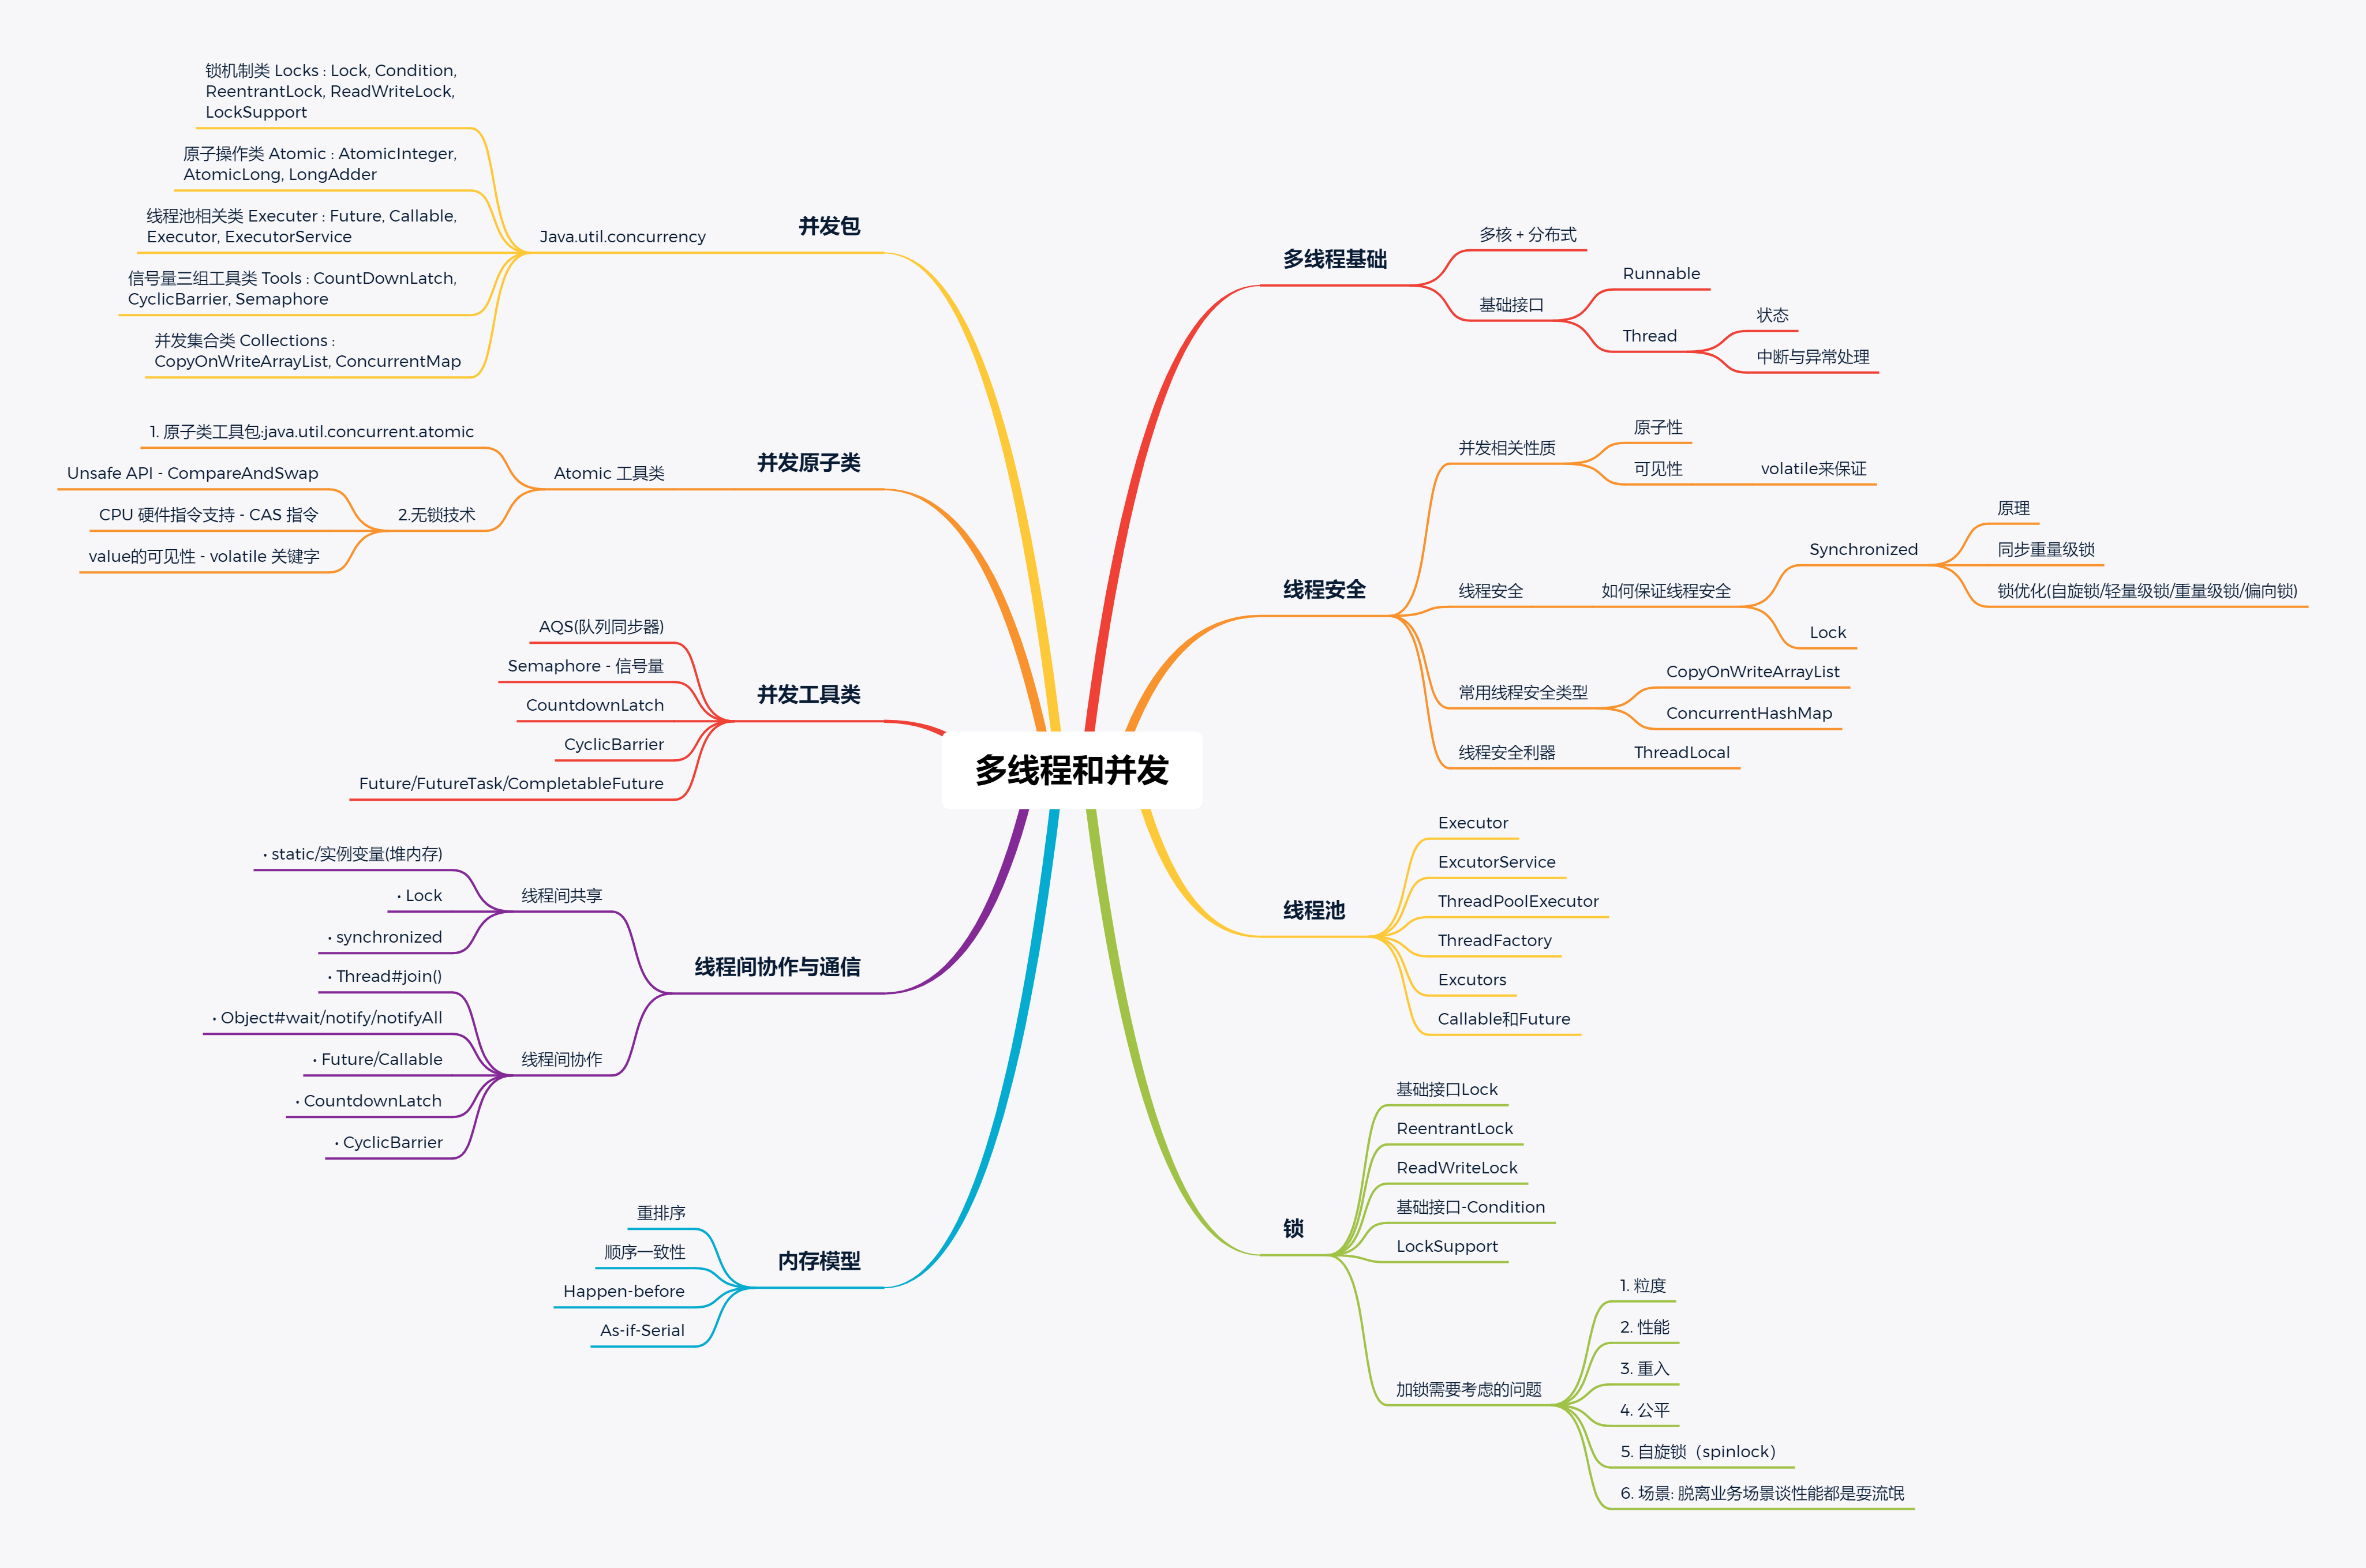 多线程和并发
多线程基础
多核 + 分布式
基础接口
Runnable
Thread
状态
中断与异常处理
线程安全
并发相关性质
原子性
可见性
volatile来保证
线程安全
如何保证线程安全
Synchronized
原理
同步重量级锁
锁优化(自旋锁/轻量级锁/重量级锁/偏向锁)
Lock
常用线程安全类型
CopyOnWriteArrayList
ConcurrentHashMap
线程安全利器
ThreadLocal
线程池
Executor
ExcutorService
ThreadPoolExecutor
ThreadFactory
Excutors
Callable和Future
锁
基础接口Lock
ReentrantLock
ReadWriteLock
基础接口-Condition
LockSupport
加锁需要考虑的问题
1. 粒度
2. 性能
3. 重入
4. 公平
5. 自旋锁（spinlock）
6. 场景: 脱离业务场景谈性能都是耍流氓
并发包
Java.util.concurrency
锁机制类 Locks : Lock, Condition,
ReentrantLock, ReadWriteLock,
LockSupport
原子操作类 Atomic : AtomicInteger,
AtomicLong, LongAdder
线程池相关类 Executer : Future, Callable,
Executor, ExecutorService
信号量三组工具类 Tools : CountDownLatch,
CyclicBarrier, Semaphore
并发集合类 Collections :
CopyOnWriteArrayList, ConcurrentMap
并发原子类
Atomic 工具类
1. 原子类工具包:java.util.concurrent.atomic
2.无锁技术
Unsafe API - CompareAndSwap
CPU 硬件指令支持 - CAS 指令
value的可见性 - volatile 关键字
并发工具类
AQS(队列同步器)
Semaphore - 信号量
CountdownLatch
CyclicBarrier
Future/FutureTask/CompletableFuture
线程间协作与通信
线程间共享
• static/实例变量(堆内存)
• Lock
• synchronized
线程间协作
• Thread#join()
• Object#wait/notify/notifyAll
• Future/Callable
• CountdownLatch
• CyclicBarrier
内存模型
重排序
顺序一致性
Happen-before
As-if-Serial